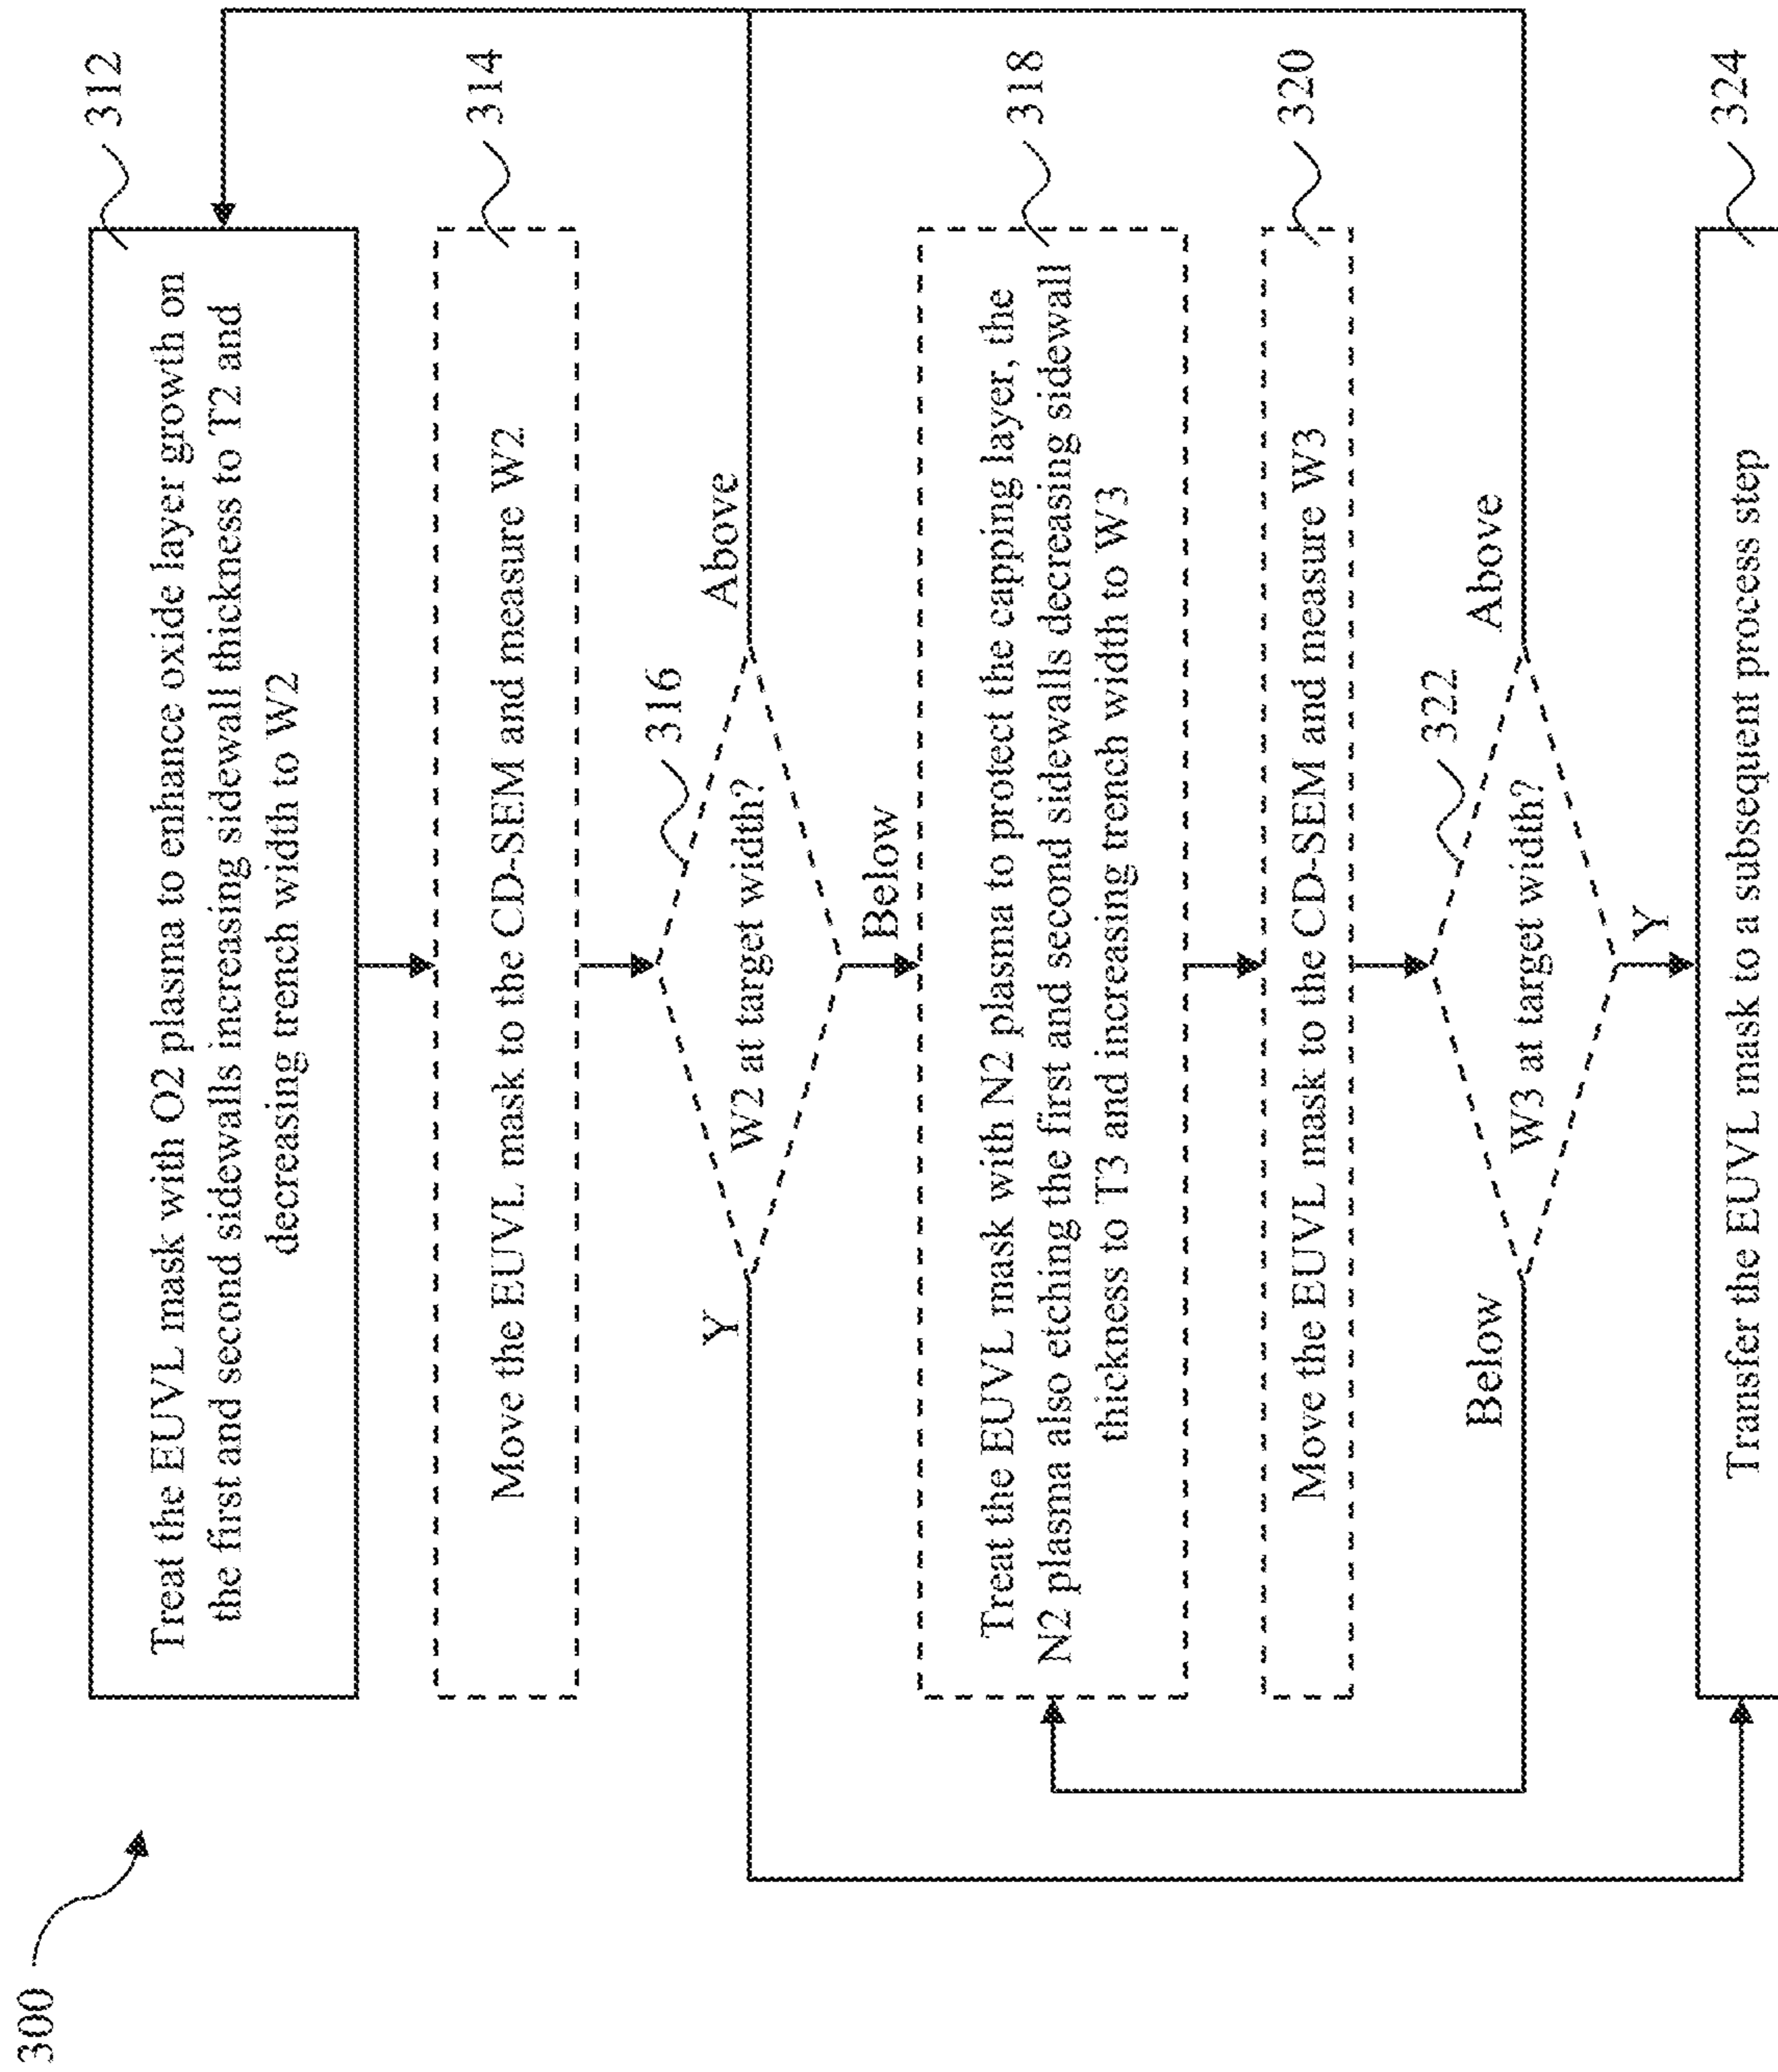 300
312
Treat the EUVL mask with O2 plasma to enhance oxide layer growth on
the first and second sidewalls increasing sidewall thickness to T2 and
decreasing trench width to W2
314
Move the EUVL mask to the CD-SEM and measure W2
316
W2 at target width?
Y
Above
Below
318
Treat the EUVL mask with N2 plasma to protect the capping layer, the
N2 plasma also etching the first and second sidewalls decreasing sidewall
thickness to T3 and increasing trench width to W3
320
Move the EUVL mask to the CD-SEM and measure W3
322
W3 at target width?
Below
Above
Y
324
Transfer the EUVL mask to a subsequent process step